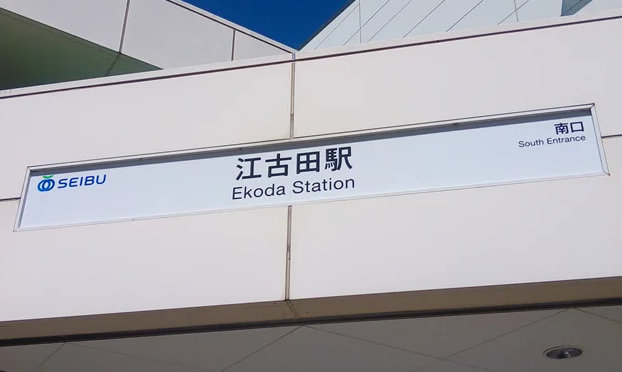 SEIBU
江古田駅
Ekoda Station
南口
South Entrance